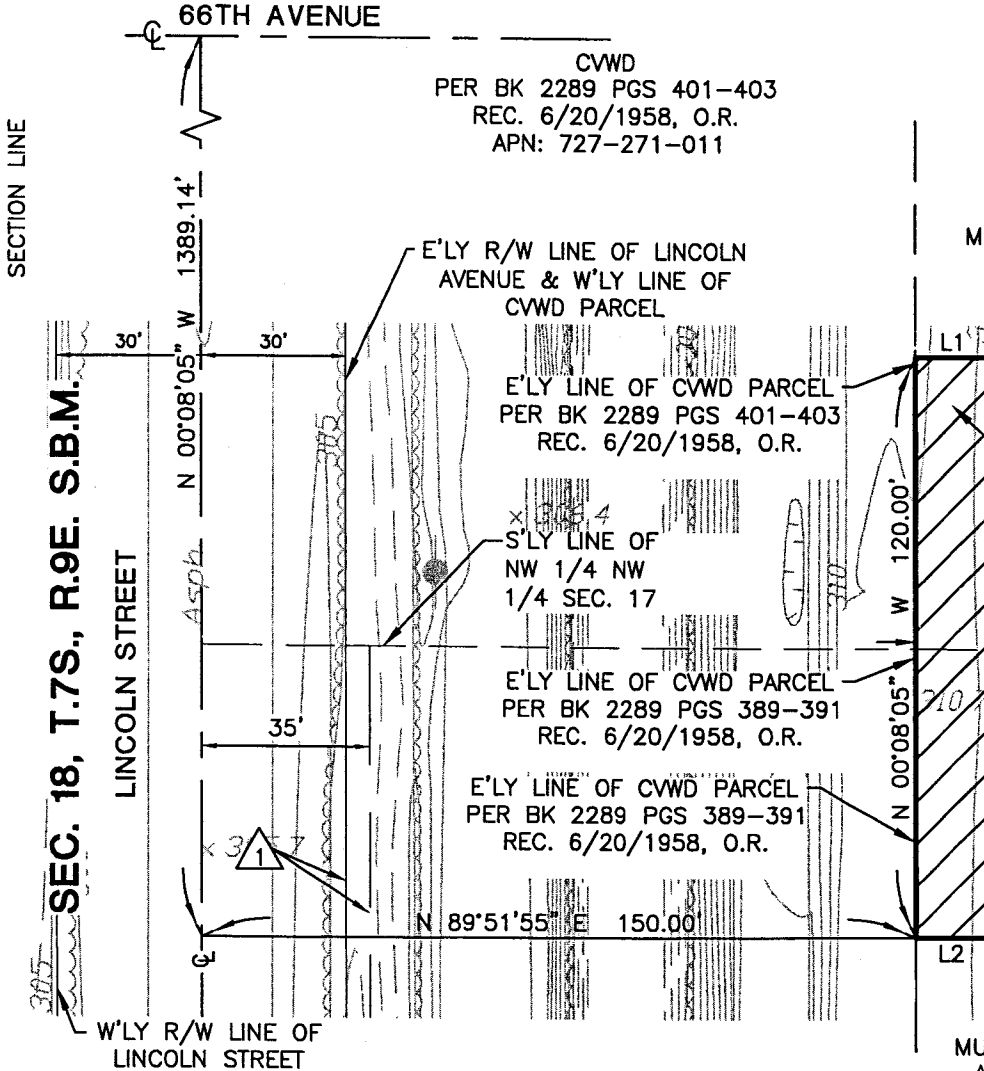 66TH AVENUE
CVWD
PER BK 2289 PGS 401-403
REC. 6/20/1958, O.R.
APN: 727-271-011
SECTION LINE
N 00°08'05" W 1389.14'
E'LY R/W LINE OF LINCOLN
AVENUE & W'LY LINE OF
CVWD PARCEL
30'
30'
L1
SEC. 18, T.7S., R.9E. S.B.M.
E'LY LINE OF CVWD PARCEL
PER BK 2289 PGS 401-403
REC. 6/20/1958, O.R.
305
N 00°08'05" W 120.00'
S'LY LINE OF
NW 1/4 NW
1/4 SEC. 17
Asph
LINCOLN STREET
310
E'LY LINE OF CVWD PARCEL
PER BK 2289 PGS 389-391
REC. 6/20/1958, O.R.
310
35'
E'LY LINE OF CVWD PARCEL
PER BK 2289 PGS 389-391
REC. 6/20/1958, O.R.
1
N 89°51'55" E 150.00'
L2
305
W'LY R/W LINE OF
LINCOLN STREET
MU